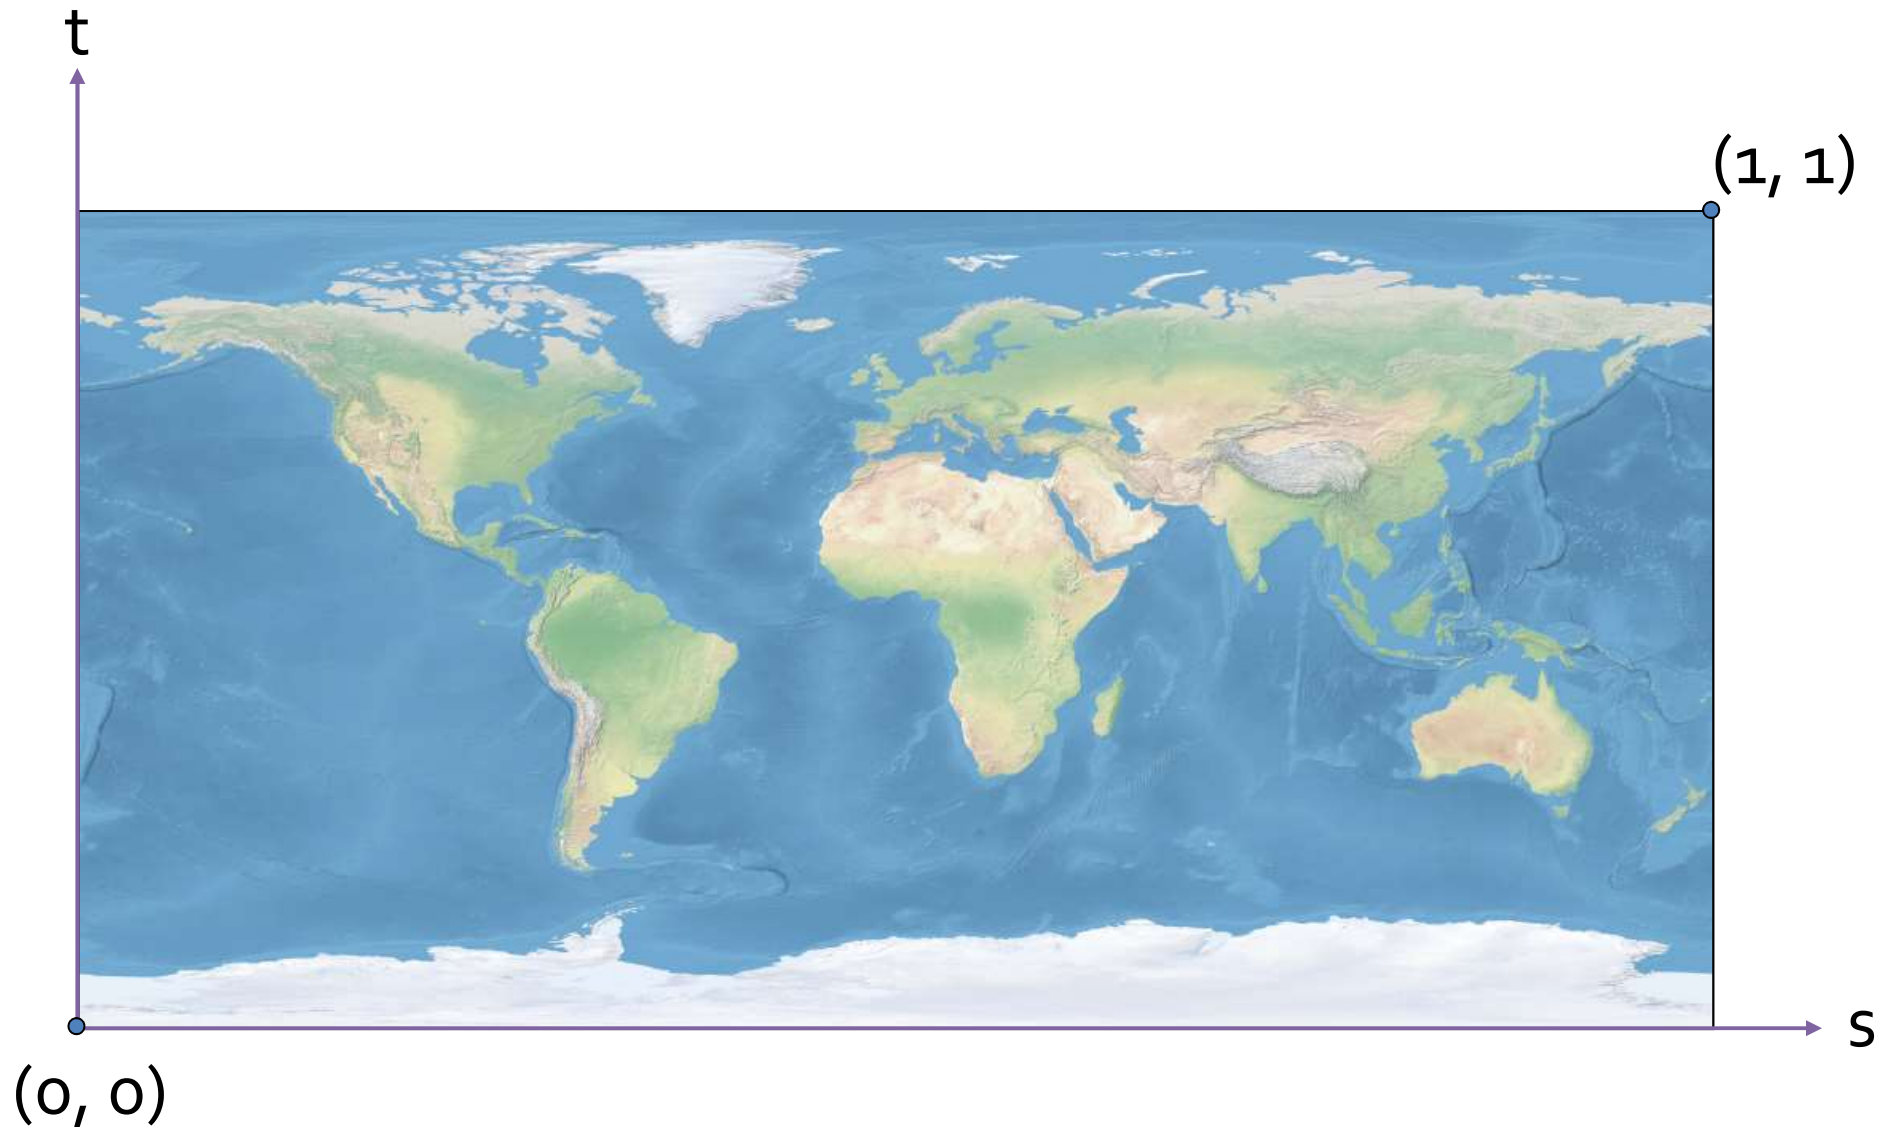 t
(1, 1)
s
(0, 0)